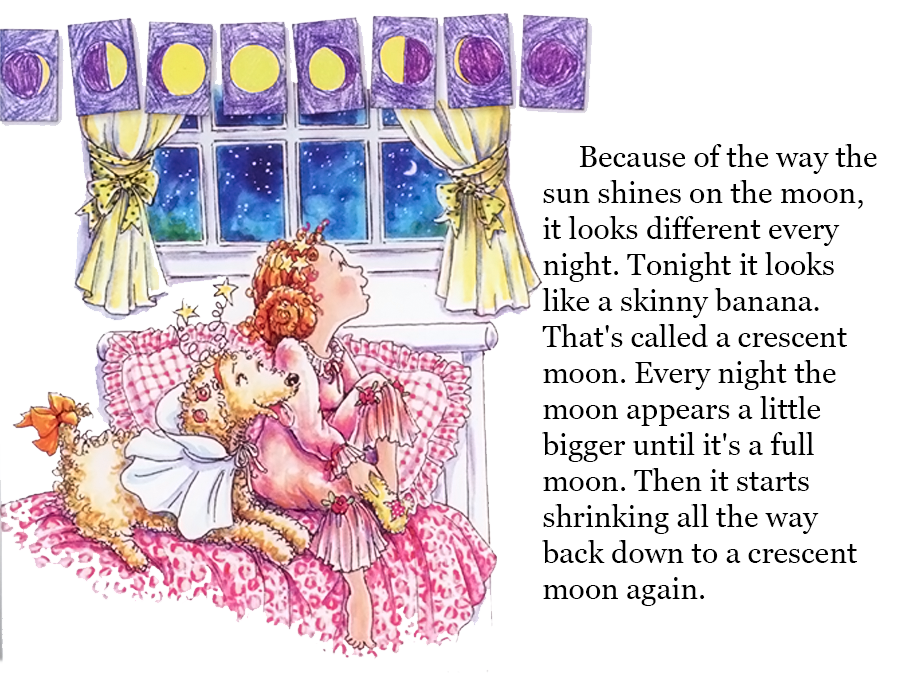 Because of the way the
sun shines on the moon,
it looks different every
night. Tonight it looks
like a skinny banana.
That's called a crescent
moon. Every night the
moon appears a little
bigger until it's a full
moon. Then it starts
shrinking all the way
back down to a crescent
moon again.